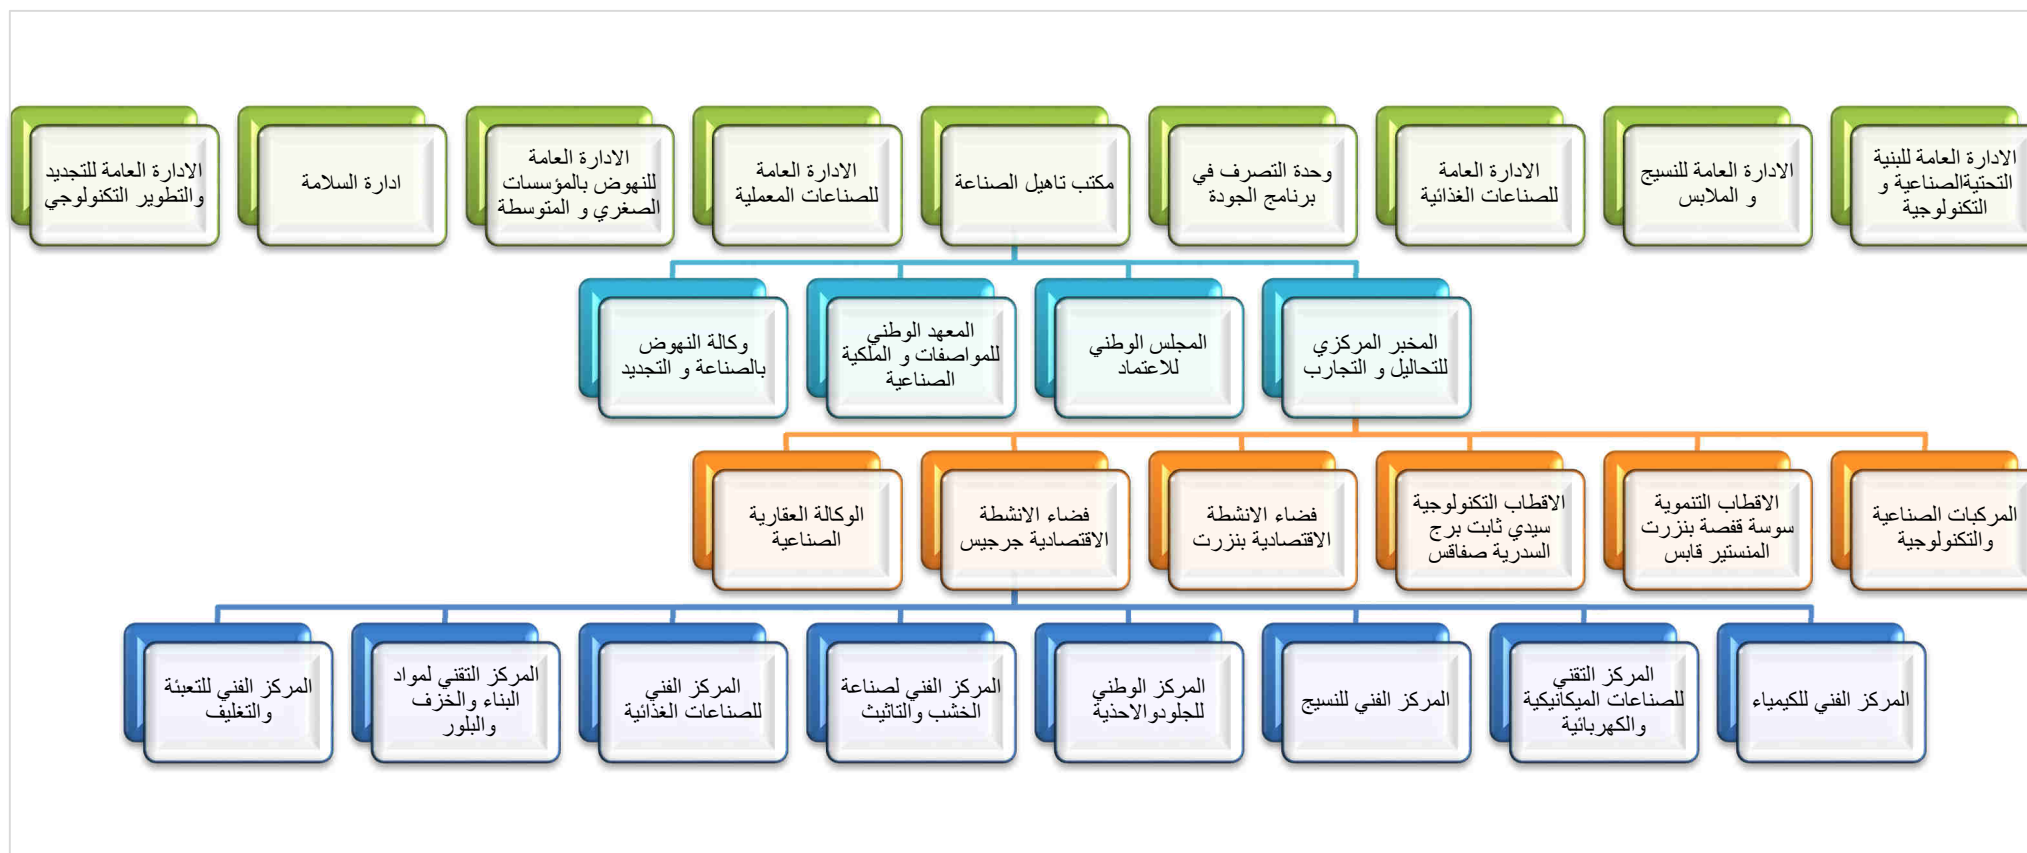 الادارة العامة للبنية
التحتيةالصناعية و
التكنولوجية
الادارة العامة للنسيج
و الملابس
الادارة العامة
للصناعات الغذائية
وحدة التصرف في
برنامج الجودة
مكتب تاهيل الصناعة
الادارة العامة
للصناعات المعملية
الادارة العامة
للنهوض بالمؤسسات
الصغري و المتوسطة
ادارة السلامة
الادارة العامة للتجديد
والتطوير التكنولوجي
المخبر المركزي
للتحاليل و التجارب
المجلس الوطني
للاعتماد
المعهد الوطني
للمواصفات و الملكية
الصناعية
وكالة النهوض
بالصناعة و التجديد
المركبات الصناعية
والتكنولوجية
الاقطاب التنموية
سوسة قفصة بنزرت
المنستير قابس
الاقطاب التكنولوجية
سيدي ثابت برج
السدرية صفاقس
فضاء الانشطة
الاقتصادية بنزرت
فضاء الانشطة
الاقتصادية جرجيس
الوكالة العقارية
الصناعية
المركز الفني للكيمياء
المركز التقني
للصناعات الميكانيكية
والكهربائية
المركز الفني للنسيج
المركز الوطني
للجلودوالاحذية
المركز الفني لصناعة
الخشب والتاثيث
المركز الفني
للصناعات الغذائية
المركز التقني لمواد
البناء والخزف
والبلور
المركز الفني للتعبئة
والتغليف